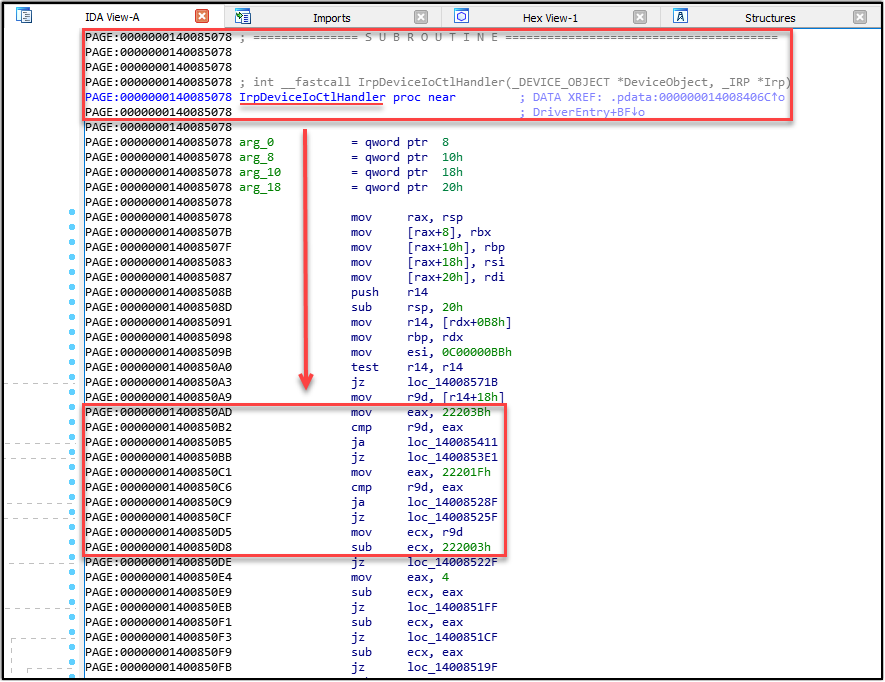 IDA View-A Imports Hex View-1 Structures
PAGE:0000000140085078 ; =============== S U B R O U T I N E =======================================
PAGE:0000000140085078
PAGE:0000000140085078
PAGE:0000000140085078 ; int __fastcall IrpDeviceIoCtlHandler(_DEVICE_OBJECT *DeviceObject, _IRP *Irp)
PAGE:0000000140085078 IrpDeviceIoCtlHandler proc near ; DATA XREF: .pdata:000000014008406C↑o
PAGE:0000000140085078 ; DriverEntry+BF↓o
PAGE:0000000140085078
PAGE:0000000140085078 arg_0 = qword ptr 8
PAGE:0000000140085078 arg_8 = qword ptr 10h
PAGE:0000000140085078 arg_10 = qword ptr 18h
PAGE:0000000140085078 arg_18 = qword ptr 20h
PAGE:0000000140085078
PAGE:0000000140085078 mov rax, rsp
PAGE:000000014008507B mov [rax+8], rbx
PAGE:000000014008507F mov [rax+10h], rbp
PAGE:0000000140085083 mov [rax+18h], rsi
PAGE:0000000140085087 mov [rax+20h], rdi
PAGE:000000014008508B push r14
PAGE:000000014008508D sub rsp, 20h
PAGE:0000000140085091 mov r14, [rdx+0B8h]
PAGE:0000000140085098 mov rbp, rdx
PAGE:000000014008509B mov esi, 0C00000BBh
PAGE:00000001400850A0 test r14, r14
PAGE:00000001400850A3 jz loc_14008571B
PAGE:00000001400850A9 mov r9d, [r14+18h]
PAGE:00000001400850AD mov eax, 22203Bh
PAGE:00000001400850B2 cmp r9d, eax
PAGE:00000001400850B5 ja loc_140085411
PAGE:00000001400850BB jz loc_1400853E1
PAGE:00000001400850C1 mov eax, 22201Fh
PAGE:00000001400850C6 cmp r9d, eax
PAGE:00000001400850C9 ja loc_14008528F
PAGE:00000001400850CF jz loc_14008525F
PAGE:00000001400850D5 mov ecx, r9d
PAGE:00000001400850D8 sub ecx, 222003h
PAGE:00000001400850DE jz loc_14008522F
PAGE:00000001400850E4 mov eax, 4
PAGE:00000001400850E9 sub ecx, eax
PAGE:00000001400850EB jz loc_1400851FF
PAGE:00000001400850F1 sub ecx, eax
PAGE:00000001400850F3 jz loc_1400851CF
PAGE:00000001400850F9 sub ecx, eax
PAGE:00000001400850FB jz loc_14008519F